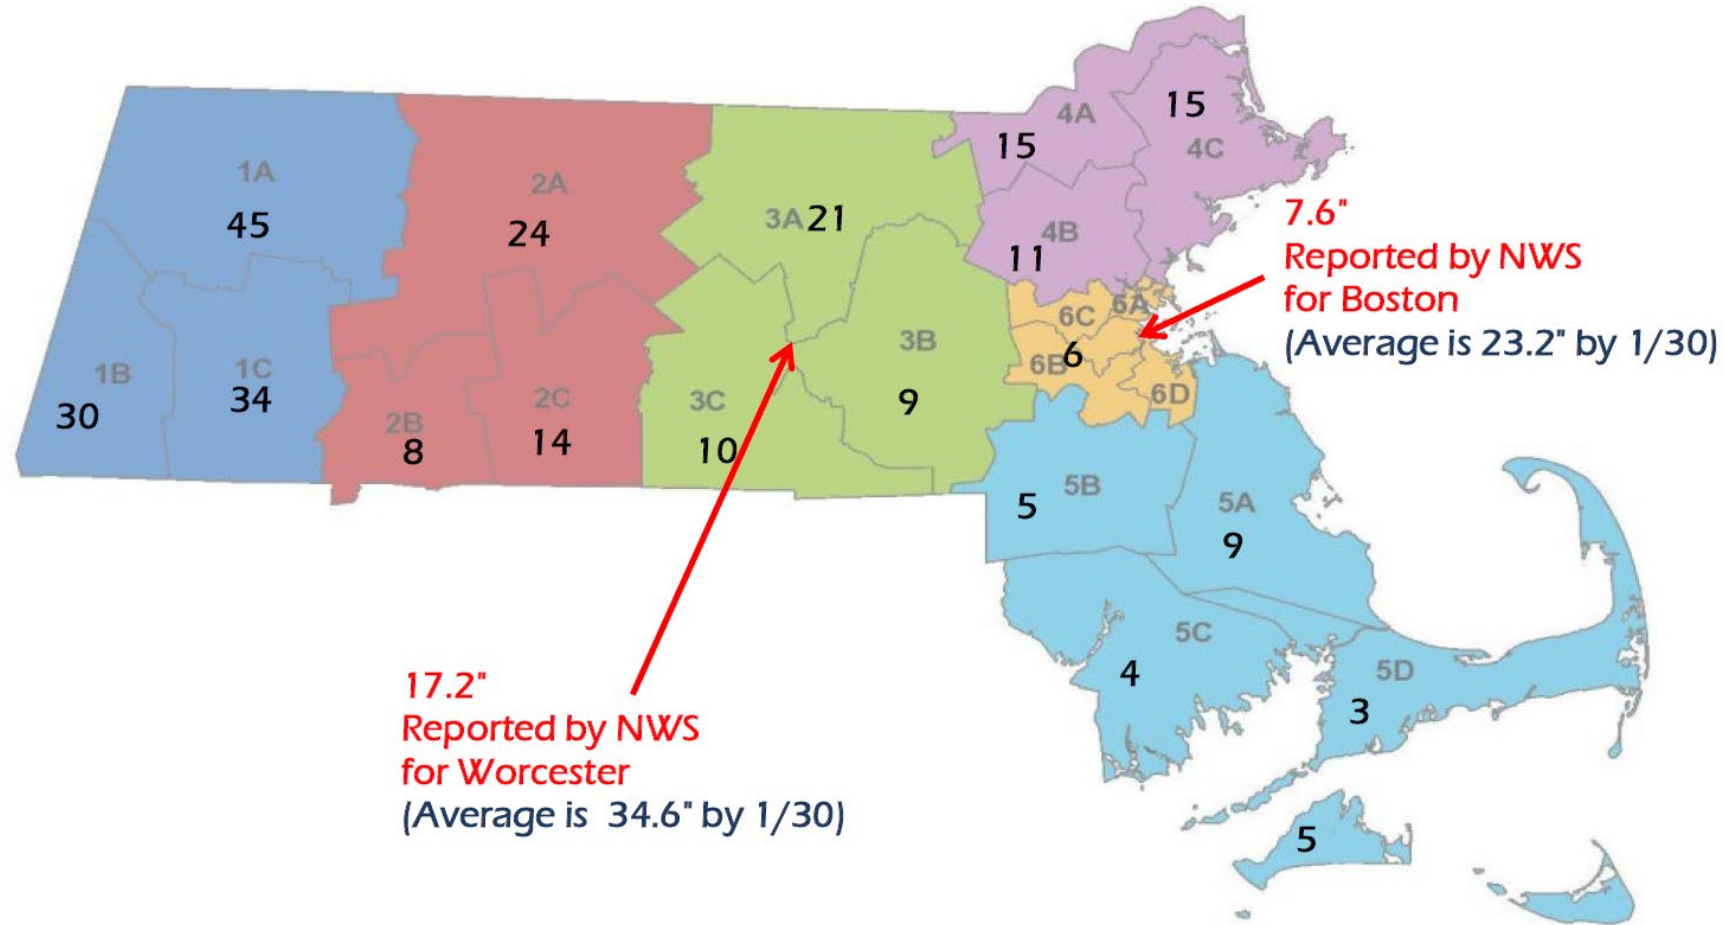 1A
45
1B
30
1C
34
2A
24
2B
8
2C
14
3A 21
3B
9
3C
10
4A
15
4B
11
4C
15
6A
6C
6B 6
6D
5B
5
5A
9
5C
4
5D
3
5
7.6"
Reported by NWS
for Boston
(Average is 23.2" by 1/30)
17.2"
Reported by NWS
for Worcester
(Average is 34.6" by 1/30)